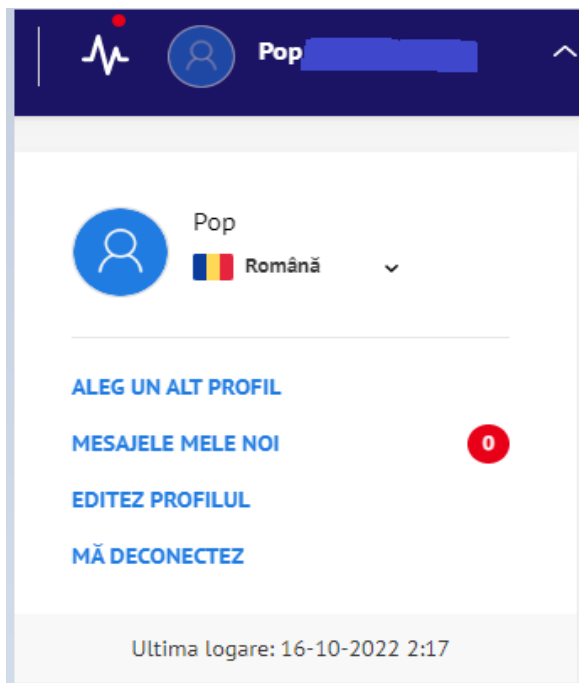 Pop
Pop
Română
ALEG UN ALT PROFIL
MESAJELE MELE NOI 0
EDITEZ PROFILUL
MĂ DECONECTEZ
Ultima logare: 16-10-2022 2:17